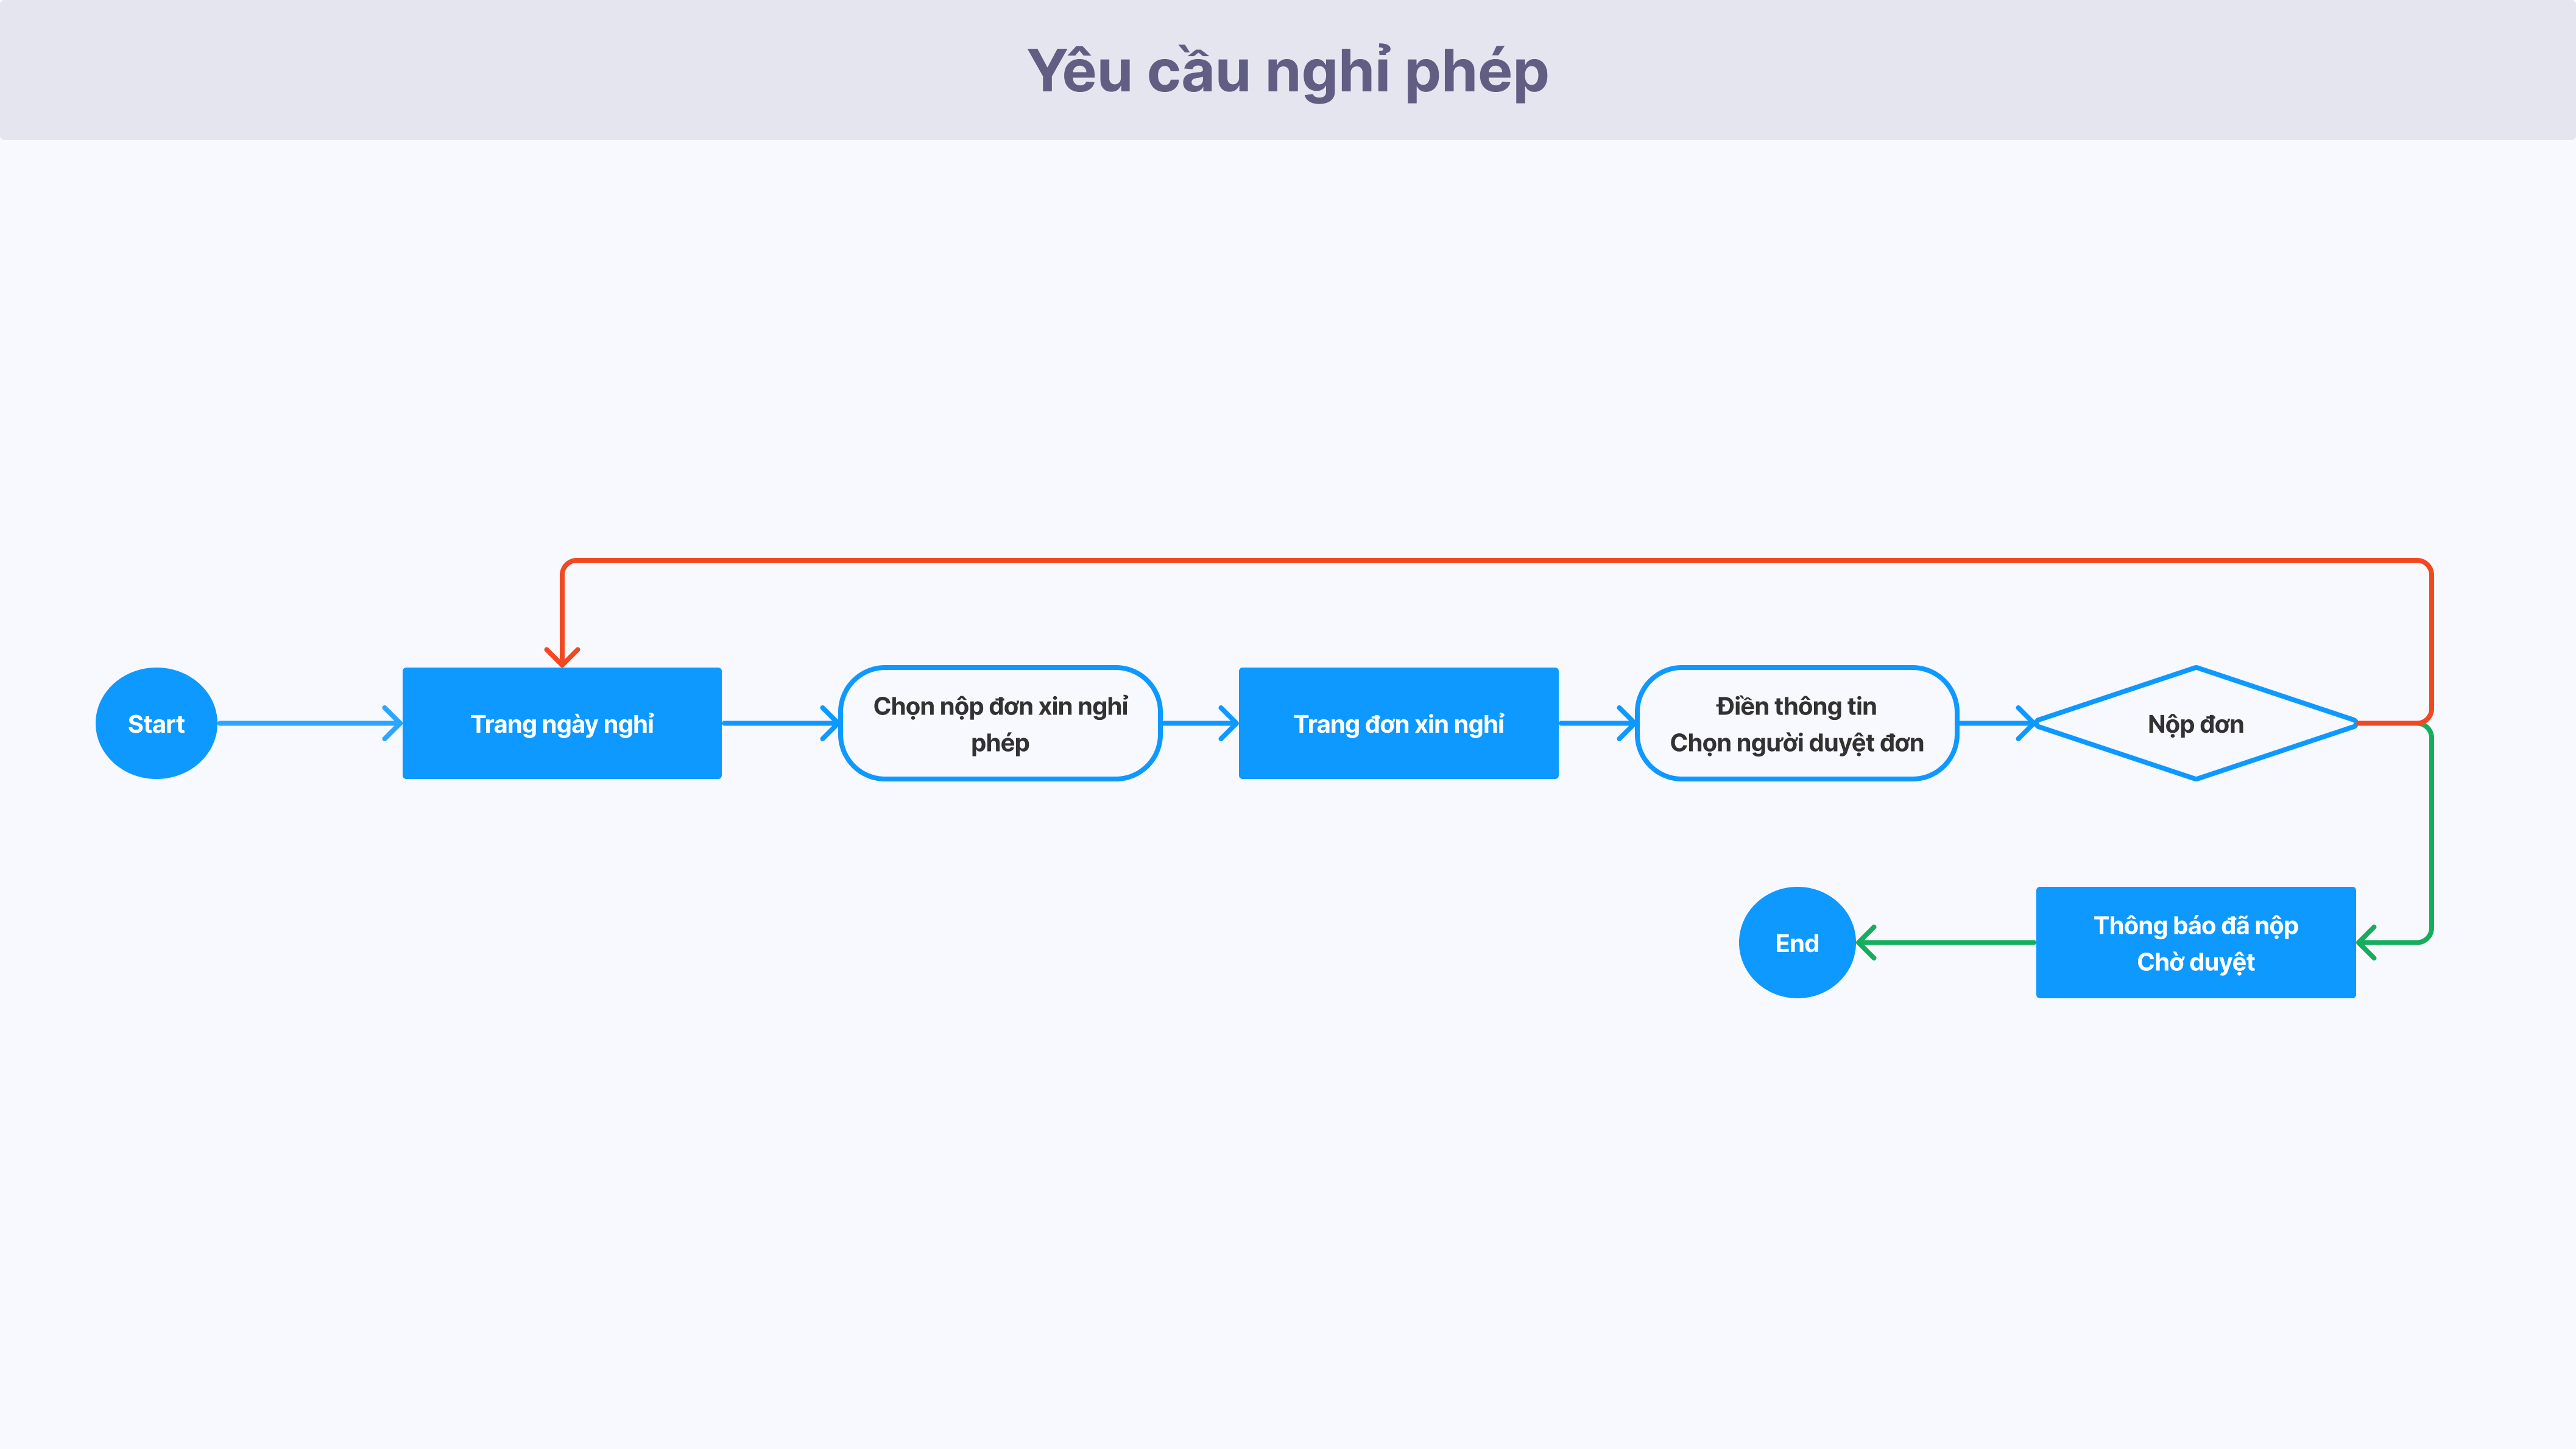 Yêu cầu nghỉ phép
Start
Trang ngày nghỉ
Chọn nộp đơn xin nghỉ
phép
Trang đơn xin nghỉ
Điền thông tin
Chọn người duyệt đơn
Nộp đơn
End
Thông báo đã nộp
Chờ duyệt